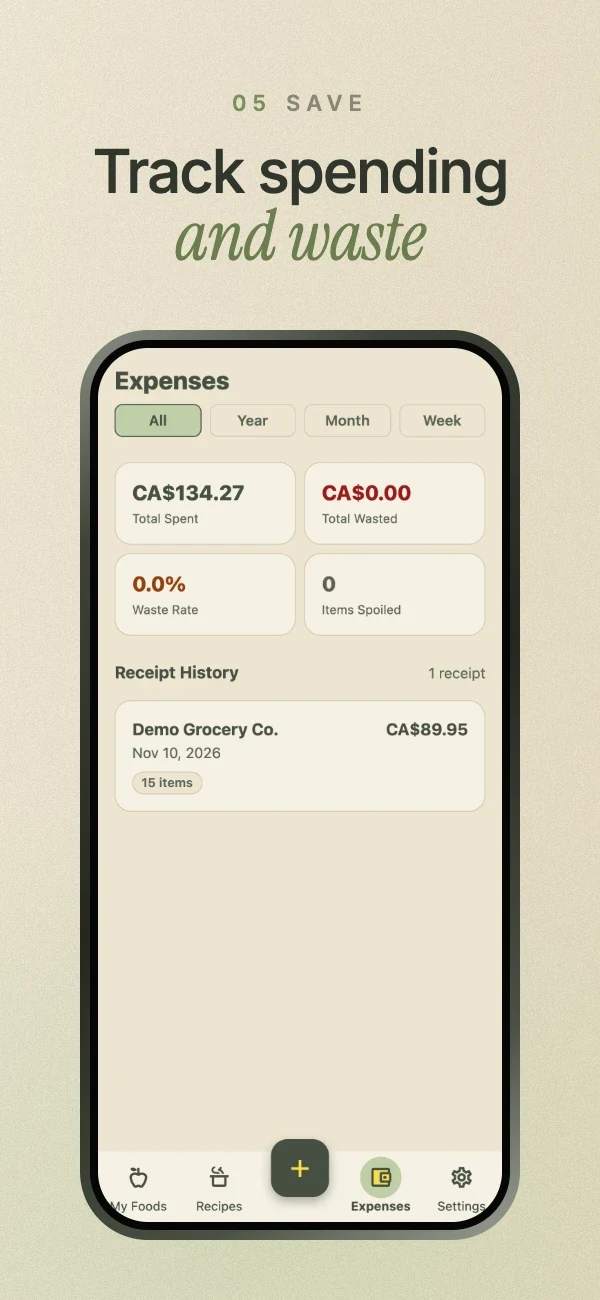 05 SAVE
Track spending
and waste
Expenses
All Year Month Week
CA$134.27 CA$0.00
Total Spent Total Wasted
0.0% 0
Waste Rate Items Spoiled
Receipt History 1 receipt
Demo Grocery Co. CA$89.95
Nov 10, 2026
15 items
+
My Foods Recipes Expenses Settings